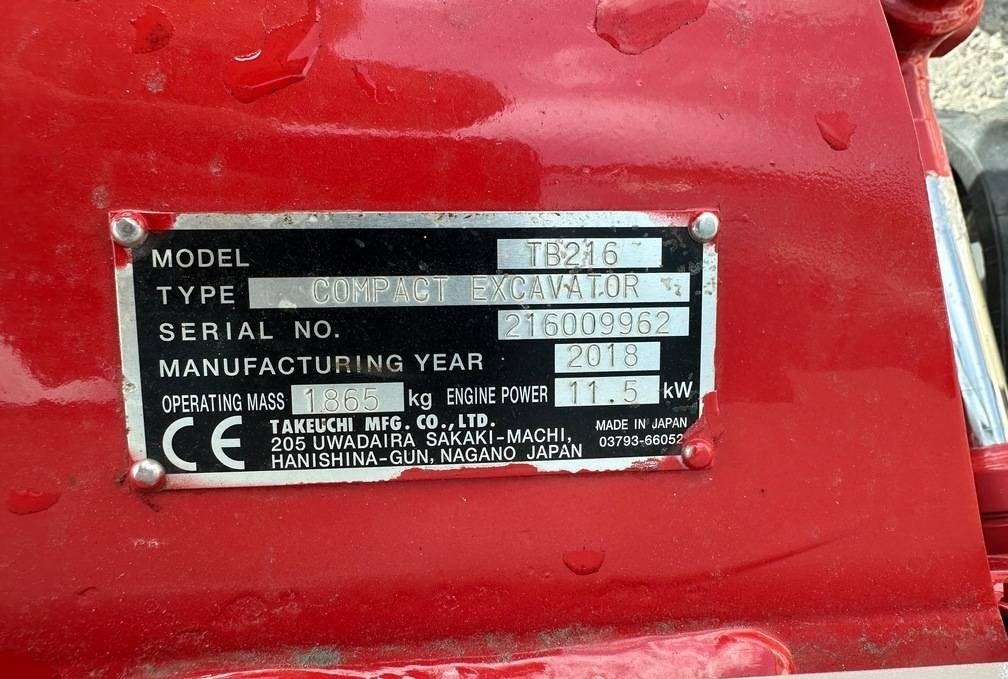 MODEL TB216
TYPE COMPACT EXCAVATOR
SERIAL NO. 216009962
MANUFACTURING YEAR 2018
OPERATING MASS 1865 kg ENGINE POWER 11.5 kW
CE
TAKEUCHI MFG. CO., LTD.
205 UWADAIRA SAKAKI-MACHI,
HANISHINA-GUN, NAGANO JAPAN
MADE IN JAPAN
03793-66052